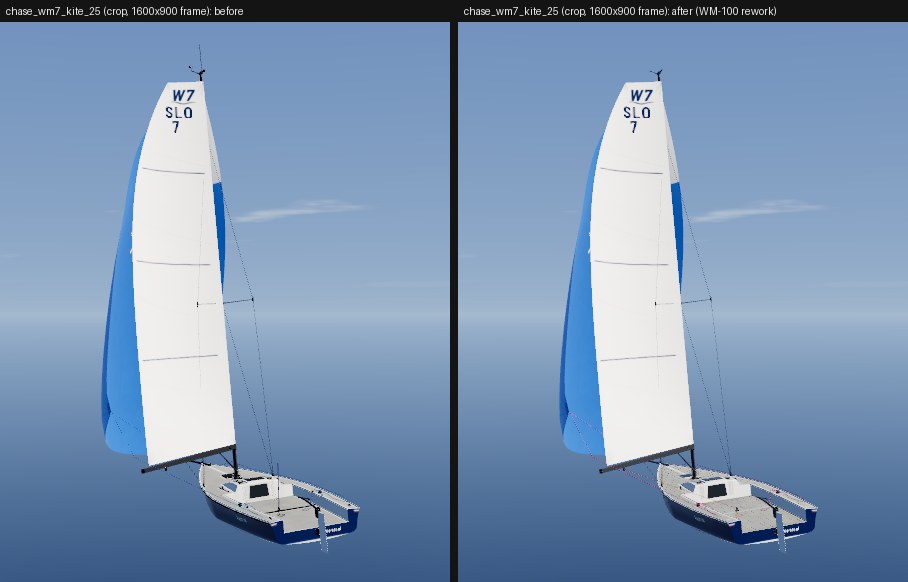 chase_wm7_kite_25 (crop, 1600x900 frame): before
chase_wm7_kite_25 (crop, 1600x900 frame): after (WM-100 rework)
W7
SLO
7
W7
SLO
7